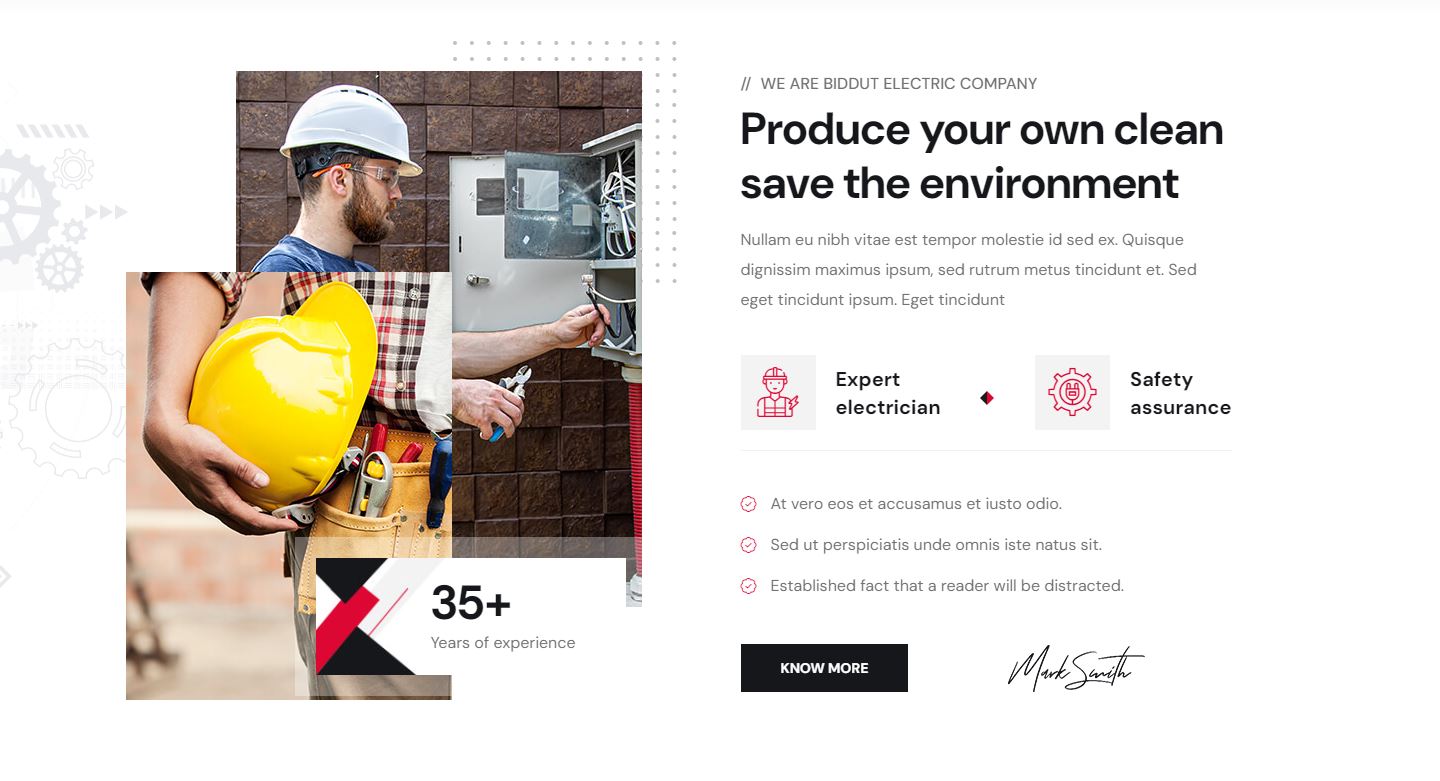 // WE ARE BIDDUT ELECTRIC COMPANY
Produce your own clean
save the environment
Nullam eu nibh vitae est tempor molestie id sed ex. Quisque
dignissim maximus ipsum, sed rutrum metus tincidunt et. Sed
eget tincidunt ipsum. Eget tincidunt
Expert
electrician
Safety
assurance
At vero eos et accusamus et iusto odio.
Sed ut perspiciatis unde omnis iste natus sit.
Established fact that a reader will be distracted.
KNOW MORE
Mark Smith
35+
Years of experience